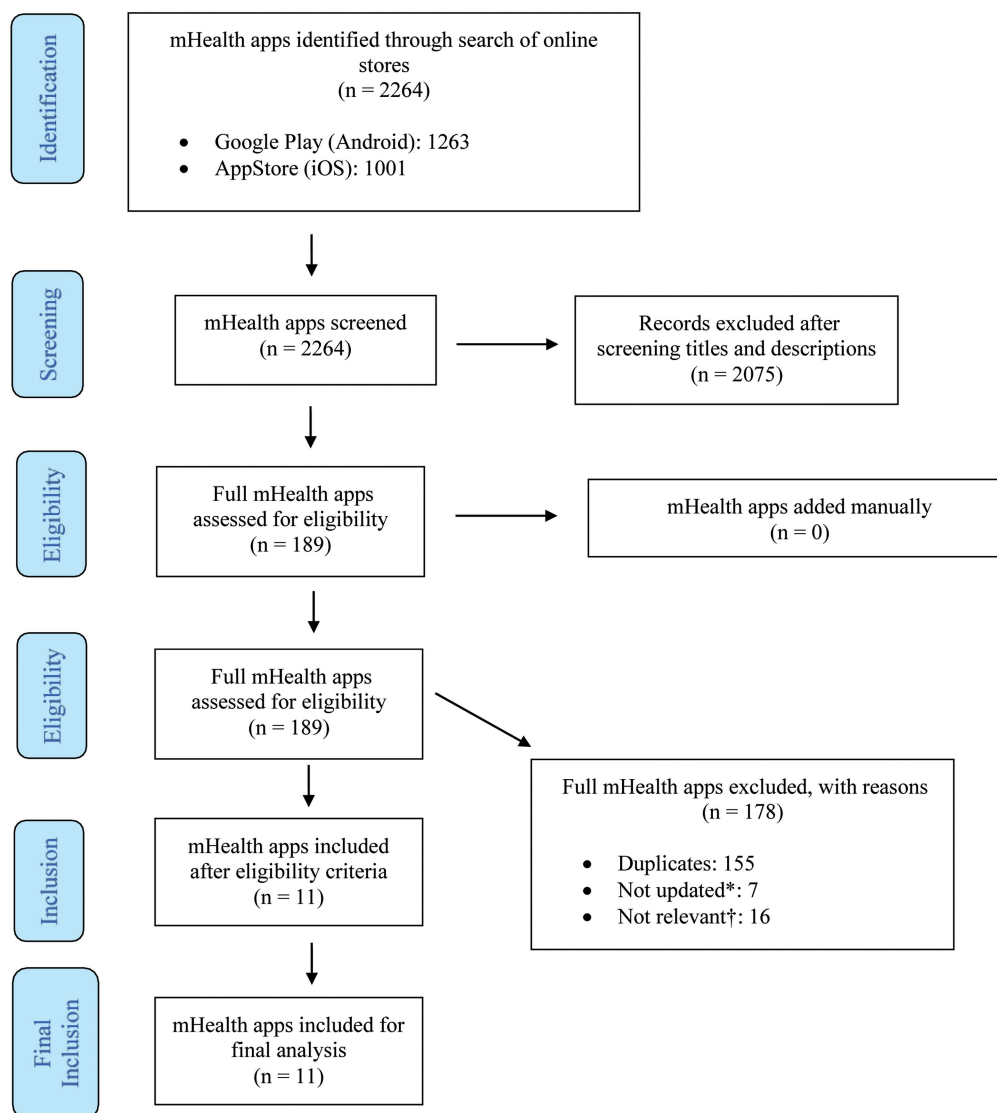 Identification
mHealth apps identified through search of online
stores
(n = 2264)
• Google Play (Android): 1263
• AppStore (iOS): 1001
Screening
mHealth apps screened
(n = 2264)
Records excluded after
screening titles and descriptions
(n = 2075)
Eligibility
Full mHealth apps
assessed for eligibility
(n = 189)
mHealth apps added manually
(n = 0)
Eligibility
Full mHealth apps
assessed for eligibility
(n = 189)
Full mHealth apps excluded, with reasons
(n = 178)
• Duplicates: 155
• Not updated*: 7
• Not relevant†: 16
Inclusion
mHealth apps included
after eligibility criteria
(n = 11)
Final
Inclusion
mHealth apps included for
final analysis
(n = 11)